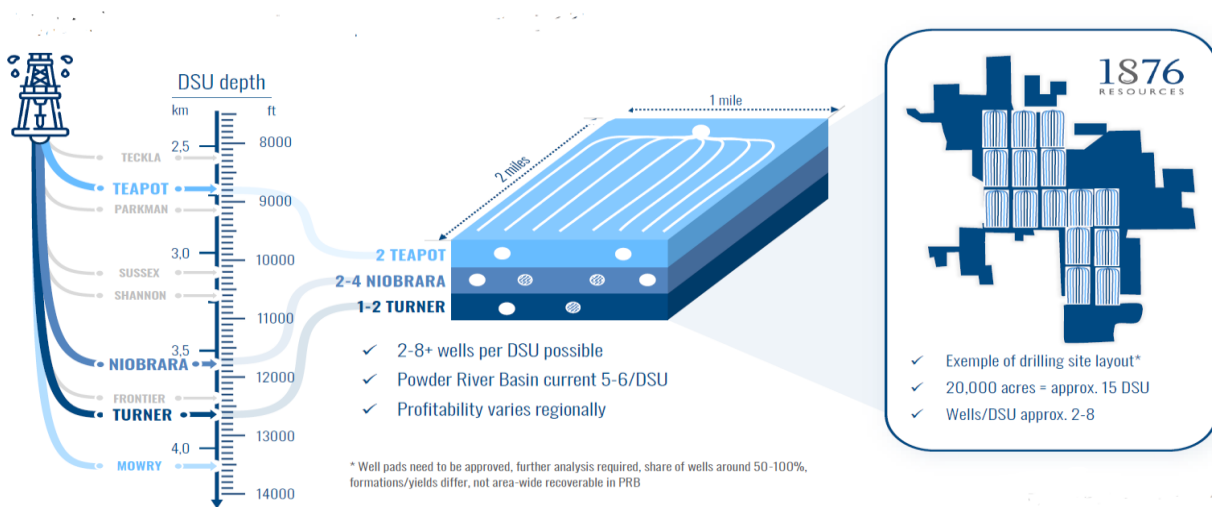 DSU depth
km
ft
2,5
3,0
3,5
4,0
8000
9000
10000
11000
12000
13000
14000
TECKLA
TEAPOT
PARKMAN
SUSSEX
SHANNON
NIOBRARA
FRONTIER
TURNER
MOWRY
1 mile
2 miles
2 TEAPOT
2-4 NIOBRARA
1-2 TURNER
✓ 2-8+ wells per DSU possible
✓ Powder River Basin current 5-6/DSU
✓ Profitability varies regionally
* Well pads need to be approved, further analysis required, share of wells around 50-100%,
formations/yields differ, not area-wide recoverable in PRB
1876
RESOURCES
✓ Exemple of drilling site layout*
✓ 20,000 acres = approx. 15 DSU
✓ Wells/DSU approx. 2-8